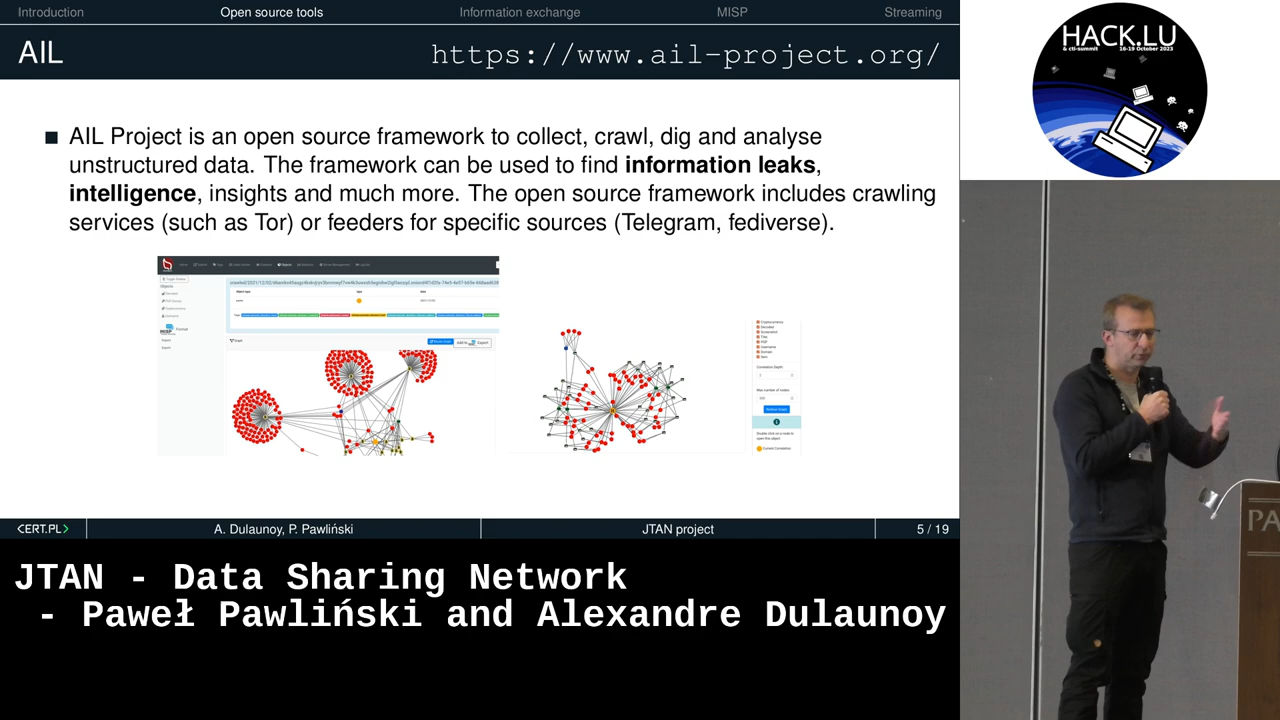 Introduction Open source tools Information exchange MISP Streaming
AIL https://www.ail-project.org/
AIL Project is an open source framework to collect, crawl, dig and analyse
unstructured data. The framework can be used to find information leaks,
intelligence, insights and much more. The open source framework includes crawling
services (such as Tor) or feeders for specific sources (Telegram, fediverse).
<CERT.PL> A. Dulaunoy, P. Pawliński JTAN project 5 / 19
JTAN - Data Sharing Network
- Paweł Pawliński and Alexandre Dulaunoy
HACK.LU
& cti-summit 16-19 October 2023
PA